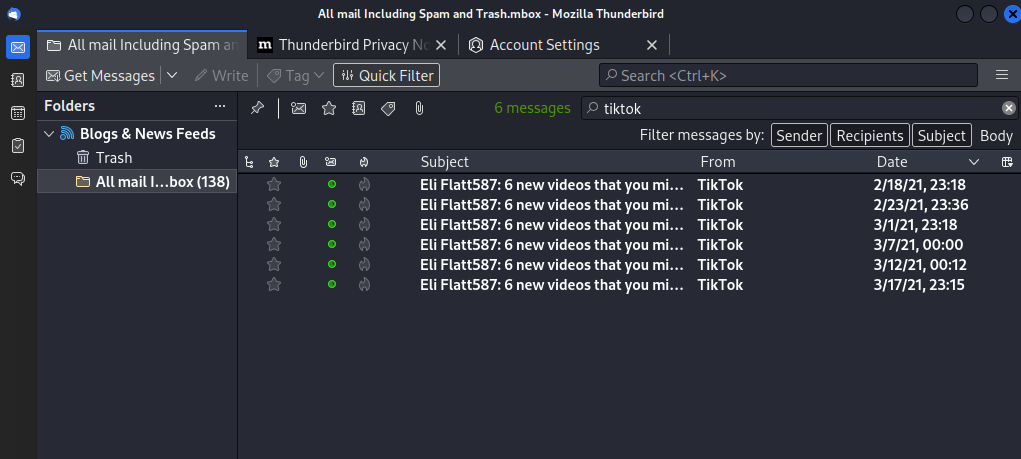 All mail Including Spam and Trash.mbox - Mozilla Thunderbird
All mail Including Spam an
Thunderbird Privacy No
Account Settings
Get Messages
Write
Tag
Quick Filter
Search <Ctrl+K>
Folders
6 messages
tiktok
Blogs & News Feeds
Filter messages by: Sender Recipients Subject Body
Trash
Subject From Date
All mail I...box (138)
Eli Flatt587: 6 new videos that you mi... TikTok 2/18/21, 23:18
Eli Flatt587: 6 new videos that you mi... TikTok 2/23/21, 23:36
Eli Flatt587: 6 new videos that you mi... TikTok 3/1/21, 23:18
Eli Flatt587: 6 new videos that you mi... TikTok 3/7/21, 00:00
Eli Flatt587: 6 new videos that you mi... TikTok 3/12/21, 00:12
Eli Flatt587: 6 new videos that you mi... TikTok 3/17/21, 23:15